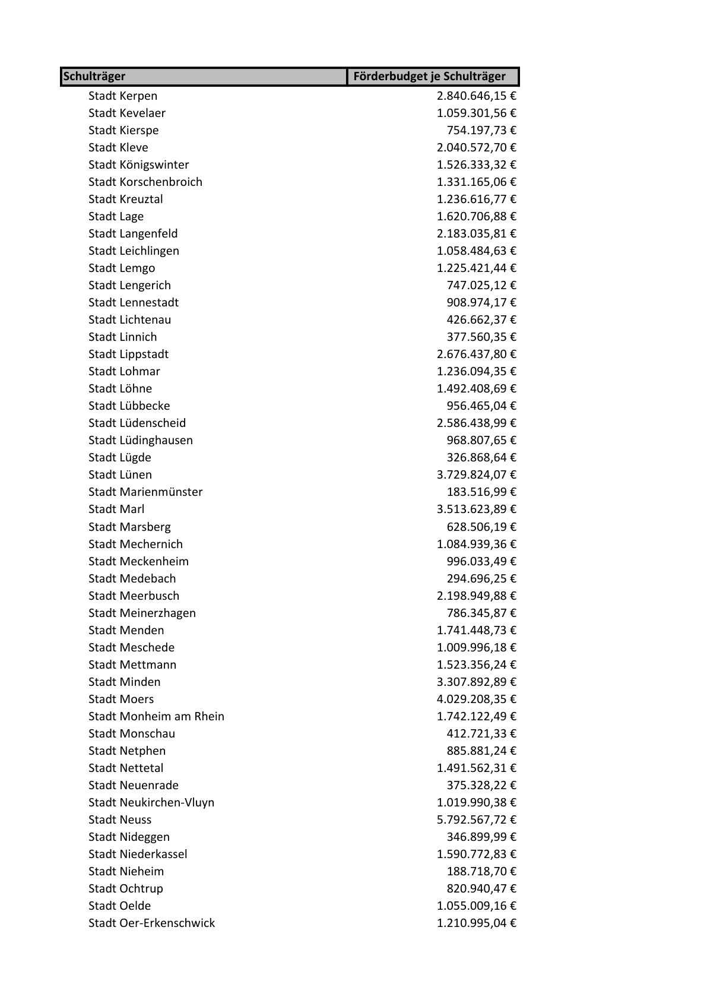 Schulträger Förderbudget je Schulträger
Stadt Kerpen 2.840.646,15 €
Stadt Kevelaer 1.059.301,56 €
Stadt Kierspe 754.197,73 €
Stadt Kleve 2.040.572,70 €
Stadt Königswinter 1.526.333,32 €
Stadt Korschenbroich 1.331.165,06 €
Stadt Kreuztal 1.236.616,77 €
Stadt Lage 1.620.706,88 €
Stadt Langenfeld 2.183.035,81 €
Stadt Leichlingen 1.058.484,63 €
Stadt Lemgo 1.225.421,44 €
Stadt Lengerich 747.025,12 €
Stadt Lennestadt 908.974,17 €
Stadt Lichtenau 426.662,37 €
Stadt Linnich 377.560,35 €
Stadt Lippstadt 2.676.437,80 €
Stadt Lohmar 1.236.094,35 €
Stadt Löhne 1.492.408,69 €
Stadt Lübbecke 956.465,04 €
Stadt Lüdenscheid 2.586.438,99 €
Stadt Lüdinghausen 968.807,65 €
Stadt Lügde 326.868,64 €
Stadt Lünen 3.729.824,07 €
Stadt Marienmünster 183.516,99 €
Stadt Marl 3.513.623,89 €
Stadt Marsberg 628.506,19 €
Stadt Mechernich 1.084.939,36 €
Stadt Meckenheim 996.033,49 €
Stadt Medebach 294.696,25 €
Stadt Meerbusch 2.198.949,88 €
Stadt Meinerzhagen 786.345,87 €
Stadt Menden 1.741.448,73 €
Stadt Meschede 1.009.996,18 €
Stadt Mettmann 1.523.356,24 €
Stadt Minden 3.307.892,89 €
Stadt Moers 4.029.208,35 €
Stadt Monheim am Rhein 1.742.122,49 €
Stadt Monschau 412.721,33 €
Stadt Netphen 885.881,24 €
Stadt Nettetal 1.491.562,31 €
Stadt Neuenrade 375.328,22 €
Stadt Neukirchen-Vluyn 1.019.990,38 €
Stadt Neuss 5.792.567,72 €
Stadt Nideggen 346.899,99 €
Stadt Niederkassel 1.590.772,83 €
Stadt Nieheim 188.718,70 €
Stadt Ochtrup 820.940,47 €
Stadt Oelde 1.055.009,16 €
Stadt Oer-Erkenschwick 1.210.995,04 €